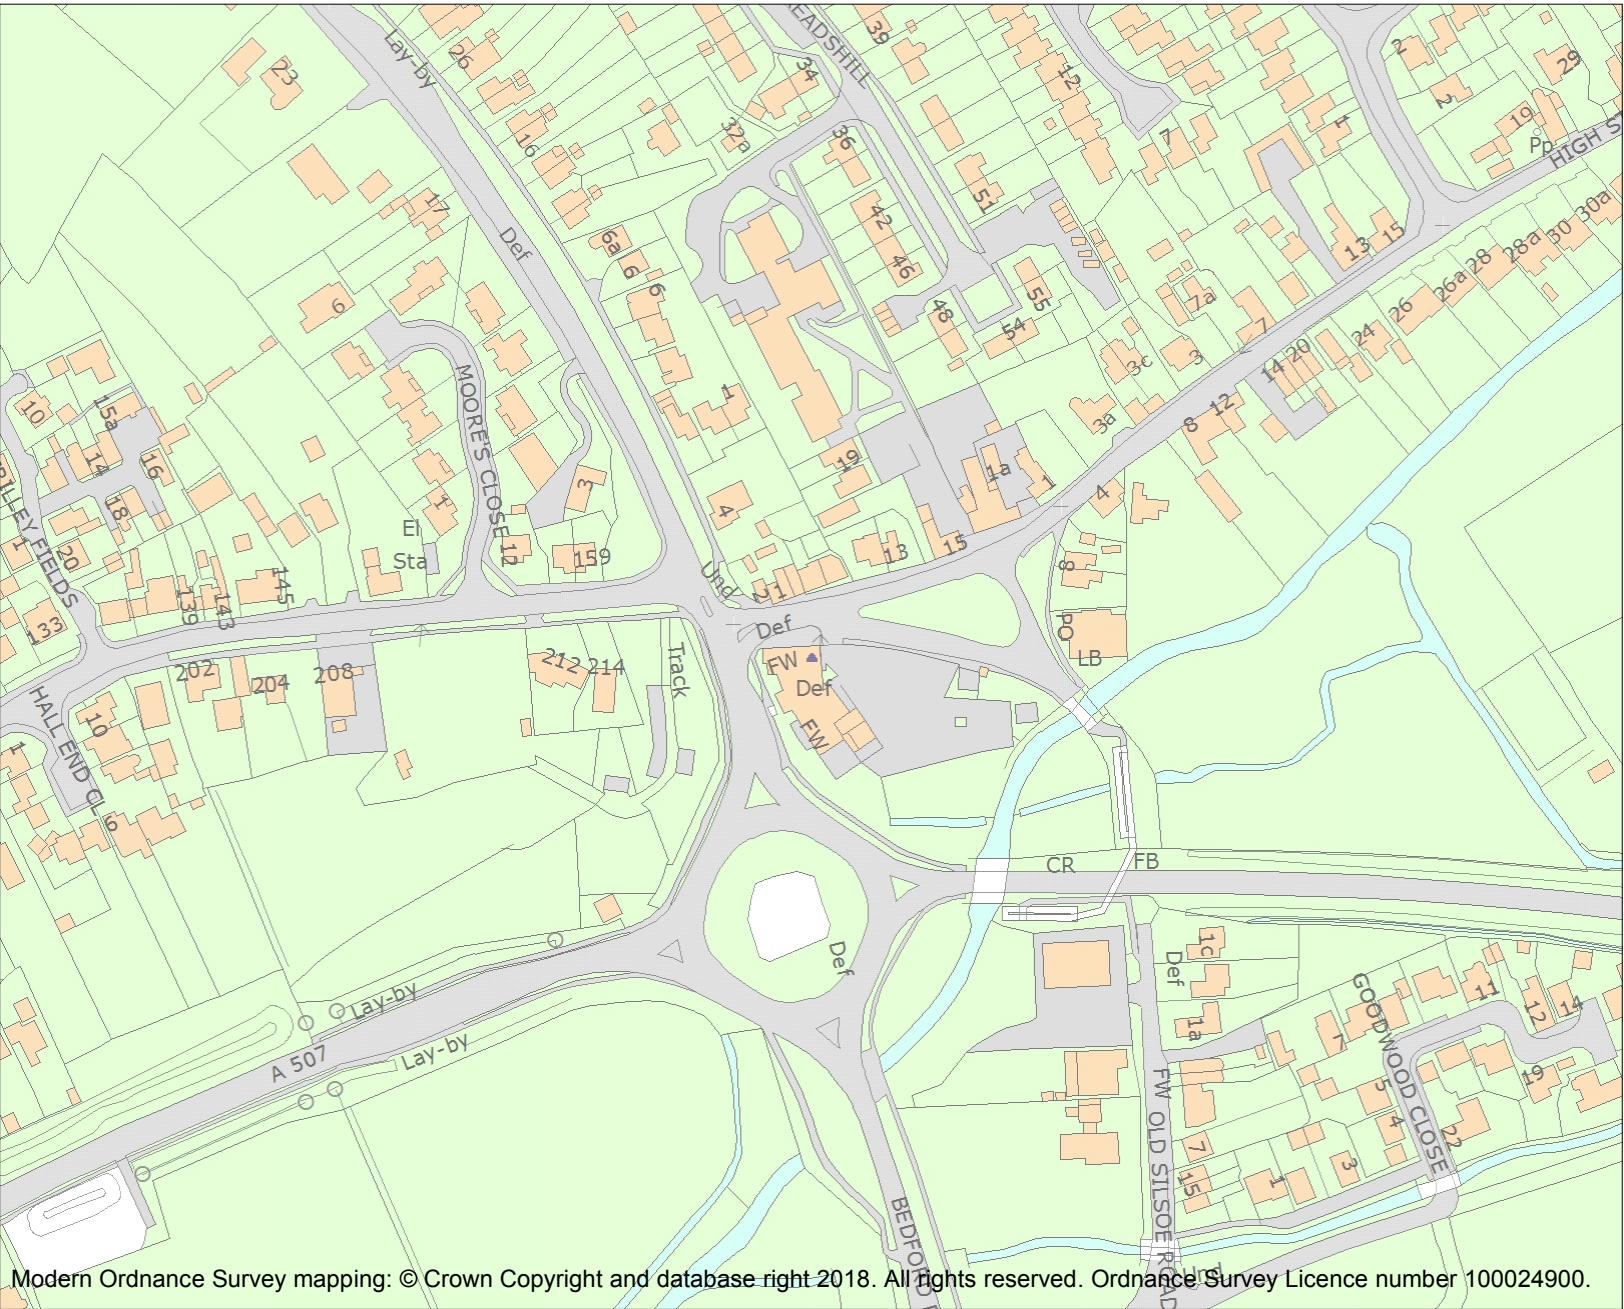 Lay-by
26
EADSHILL
39
34
12
2
29
2
23
16
32a
36
7
1
19
Pp
HIGH ST
17
Def
6a
6
6
42
46
51
30a
30
28a
28
26a
26
13
15
6
48
55
54
7a
7
3c
3
24
20
14
12
8
10
15a
14
16
18
MOORE'S CLOSE
1
1
3
19
1a
1
3a
4
4
El
Sta
12
159
13
15
8
1
20
133
139
143
145
Und
21
2
Def
PO
LB
FW
Def
FW
202
204
208
212
214
Track
HALL END CL
10
1
6
CR
FB
Def
Lay-by
A 507
Lay-by
1c
Def
1a
GOODWOOD CLOSE
11
12
14
7
5
19
4
22
3
1
FW
OLD SILSOE ROAD
7
15
BEDFORD
Und
Modern Ordnance Survey mapping: © Crown Copyright and database right 2018. All rights reserved. Ordnance Survey Licence number 100024900.